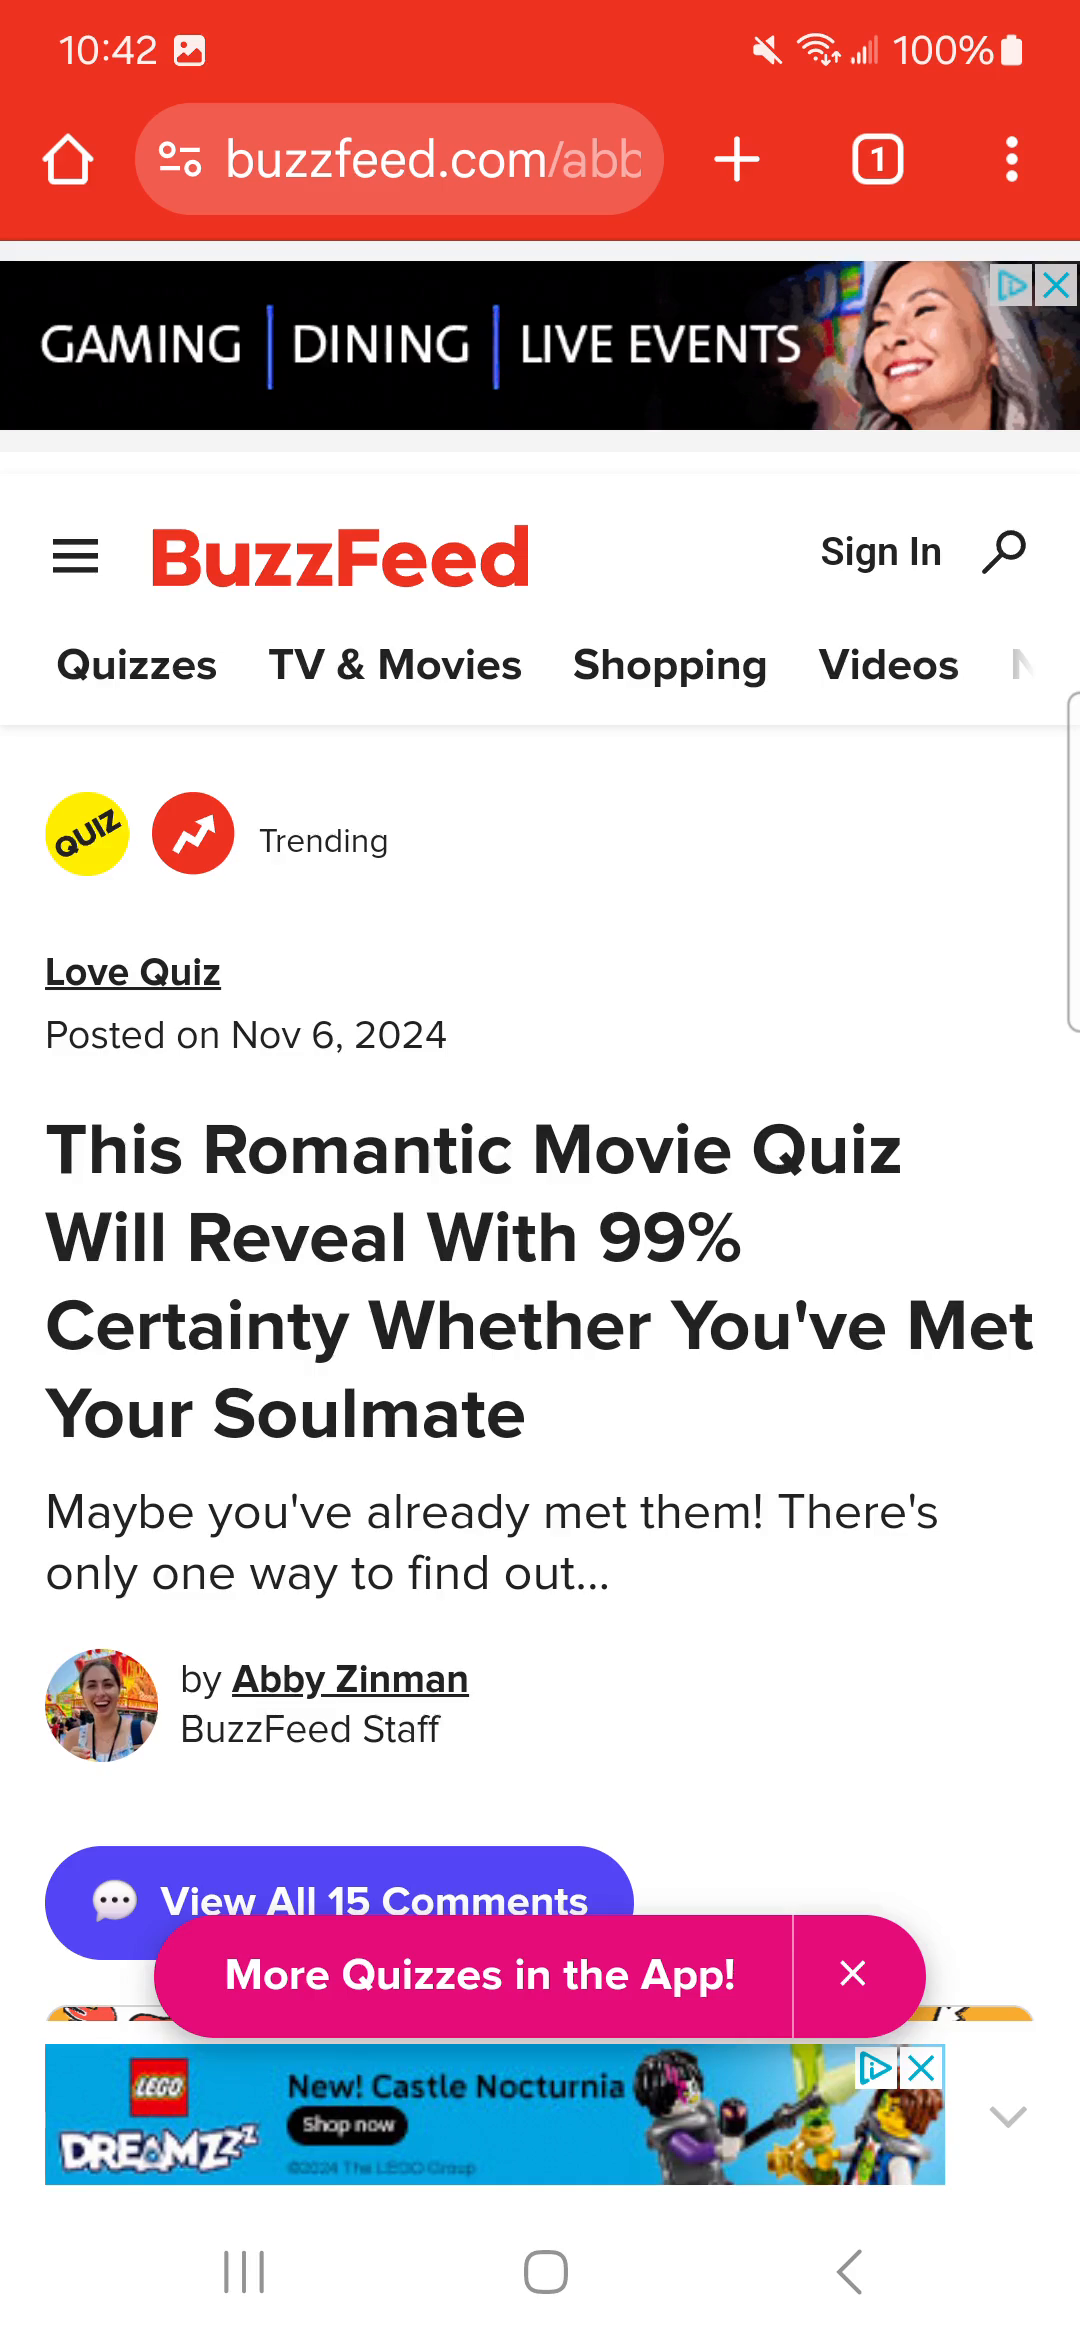 10:42
100%
buzzfeed.com/abb
1
GAMING | DINING | LIVE EVENTS
BuzzFeed
Sign In
Quizzes TV & Movies Shopping Videos N
QUIZ
Trending
Love Quiz
Posted on Nov 6, 2024
This Romantic Movie Quiz
Will Reveal With 99%
Certainty Whether You've Met
Your Soulmate
Maybe you've already met them! There's
only one way to find out...
by Abby Zinman
BuzzFeed Staff
View All 15 Comments
More Quizzes in the App!
LEGO
DREAMZzz
New! Castle Nocturnia
Shop now
©2024 The LEGO Group